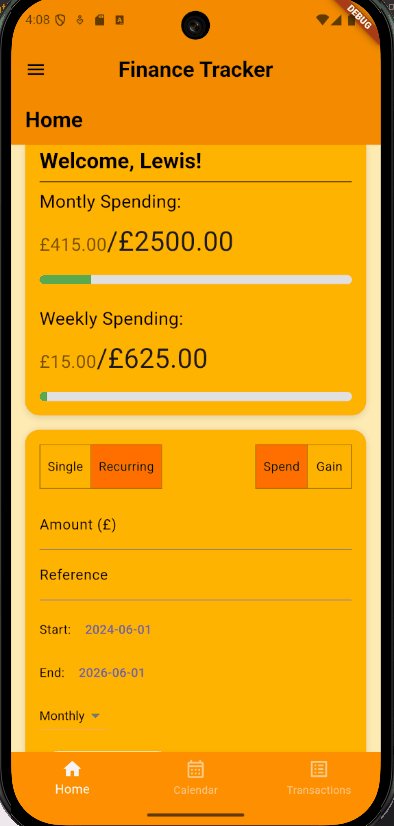 4:08
DEBUG
Finance Tracker
Home
Welcome, Lewis!
Montly Spending:
£415.00/£2500.00
Weekly Spending:
£15.00/£625.00
Single Recurring Spend Gain
Amount (£)
Reference
Start: 2024-06-01
End: 2026-06-01
Monthly
Home Calendar Transactions